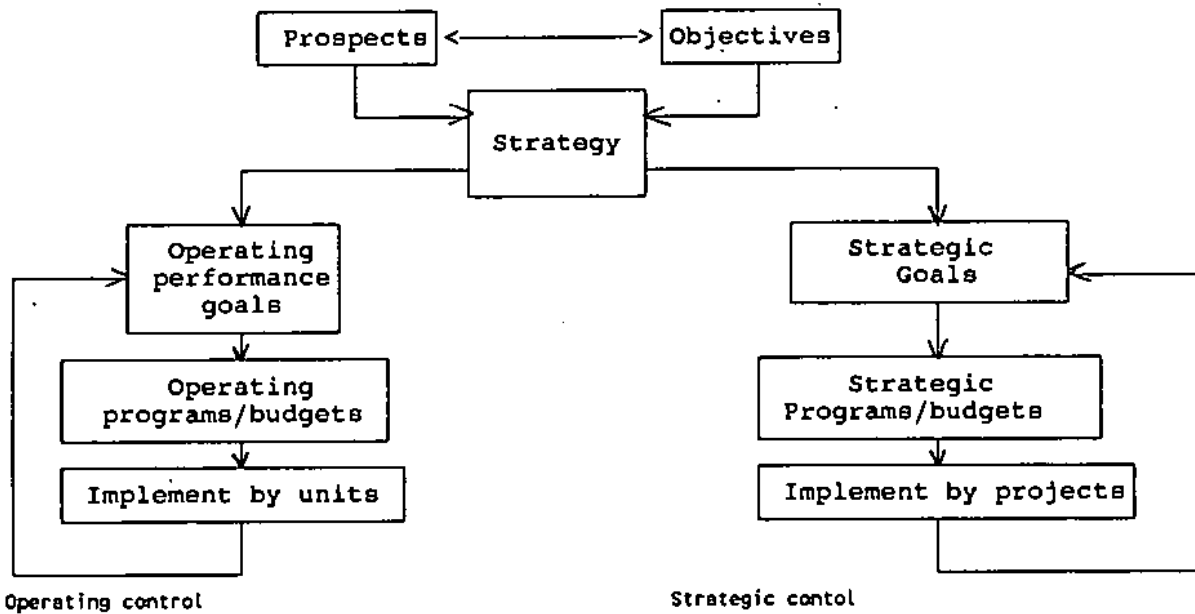 Prospects
Objectives
Strategy
Operating
performance
goals
Strategic
Goals
Operating
programs/budgets
Strategic
Programs/budgets
Implement by units
Implement by projects
Operating control
Strategic contol